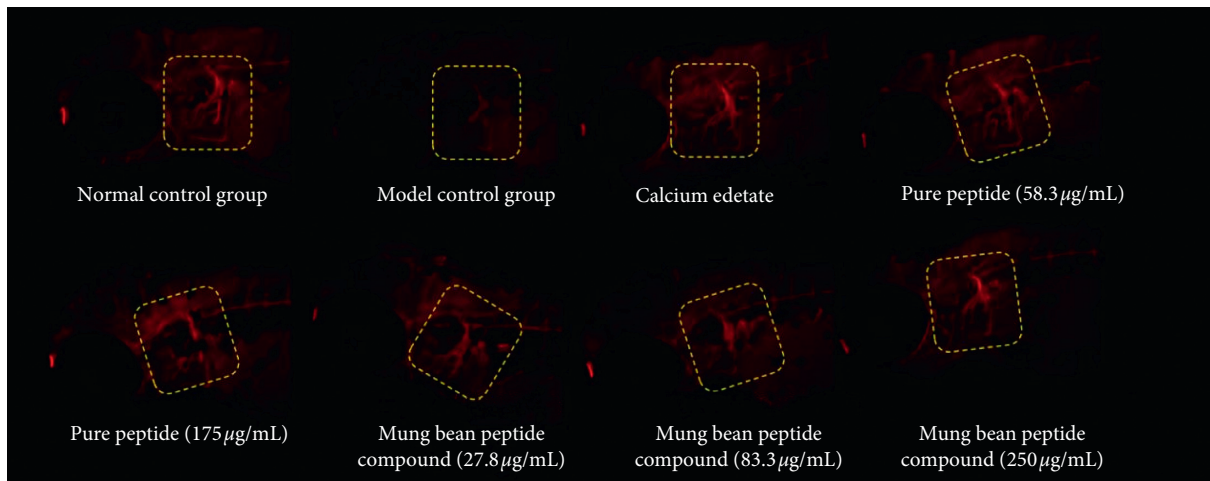 Normal control group
Model control group
Calcium edetate
Pure peptide (58.3 μg/mL)
Pure peptide (175 μg/mL)
Mung bean peptide
compound (27.8 μg/mL)
Mung bean peptide
compound (83.3 μg/mL)
Mung bean peptide
compound (250 μg/mL)